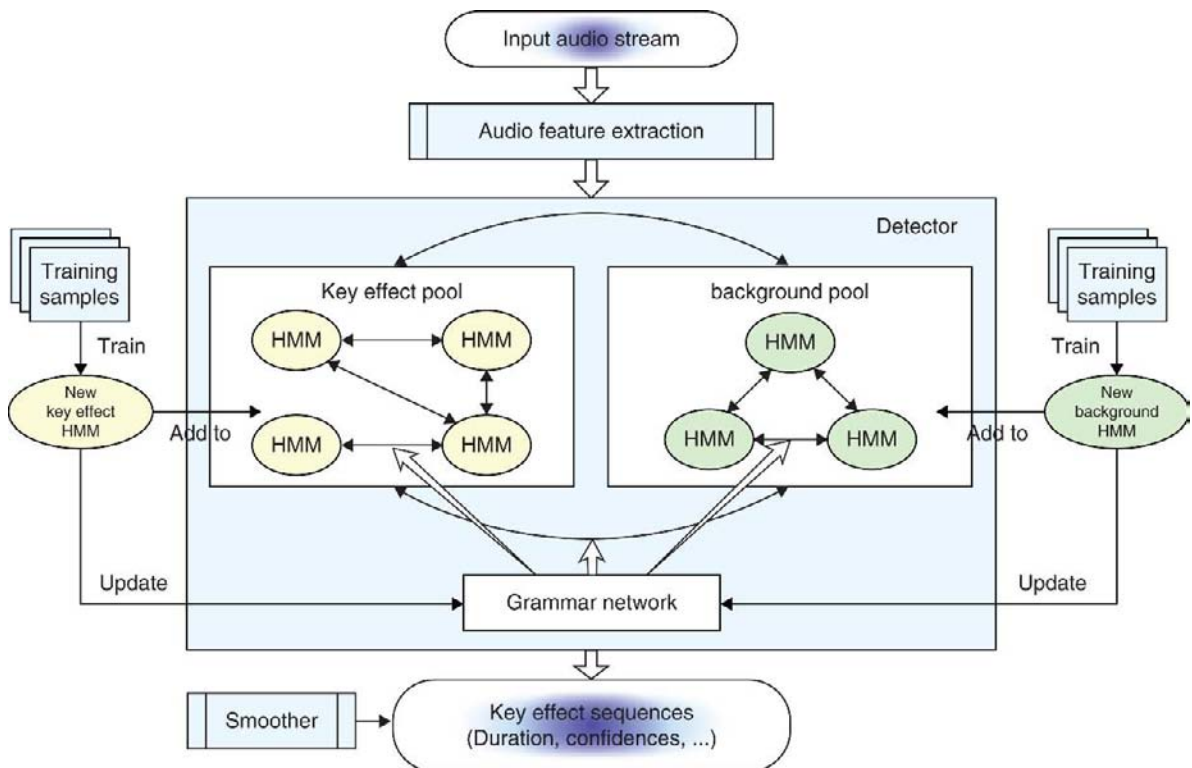 Input audio stream
Audio feature extraction
Detector
Training
samples
Train
New
key effect
HMM
Add to
Update
Key effect pool
HMM
HMM
HMM
HMM
background pool
HMM
HMM
HMM
Training
samples
Train
New
background
HMM
Add to
Update
Grammar network
Smoother
Key effect sequences
(Duration, confidences, ...)